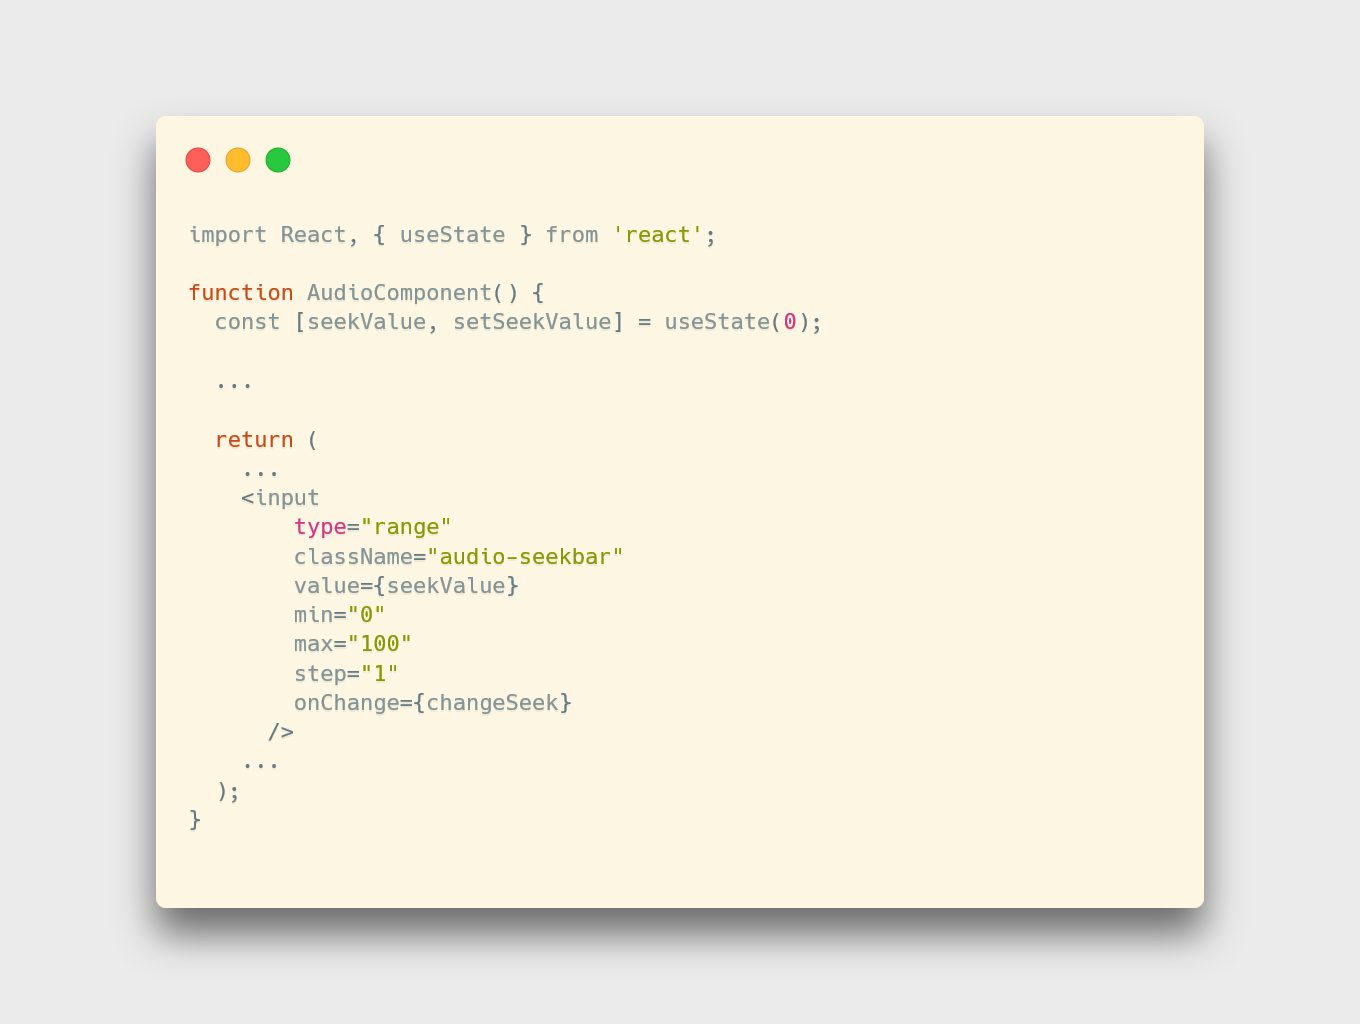 import React, { useState } from 'react';
function AudioComponent() {
  const [seekValue, setSeekValue] = useState(0);
  ...
  return (
    ...
    <input
        type="range"
        className="audio-seekbar"
        value={seekValue}
        min="0"
        max="100"
        step="1"
        onChange={changeSeek}
      />
    ...
  );
}